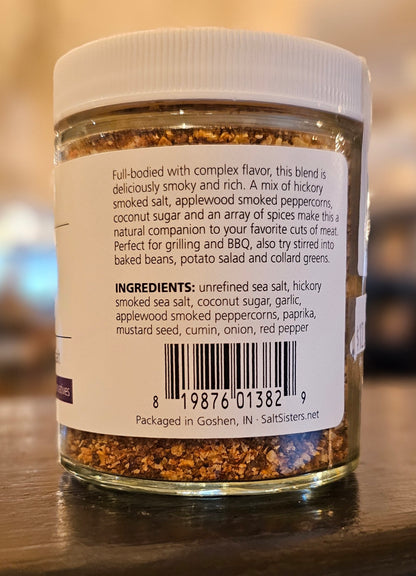 Full-bodied with complex flavor, this blend is
deliciously smoky and rich. A mix of hickory
smoked salt, applewood smoked peppercorns,
coconut sugar and an array of spices make this a
natural companion to your favorite cuts of meat.
Perfect for grilling and BBQ, also try stirred into
baked beans, potato salad and collard greens.
INGREDIENTS: unrefined sea salt, hickory
smoked sea salt, coconut sugar, garlic,
applewood smoked peppercorns, paprika,
mustard seed, cumin, onion, red pepper
8 19876 01382 9
Packaged in Goshen, IN · SaltSisters.net